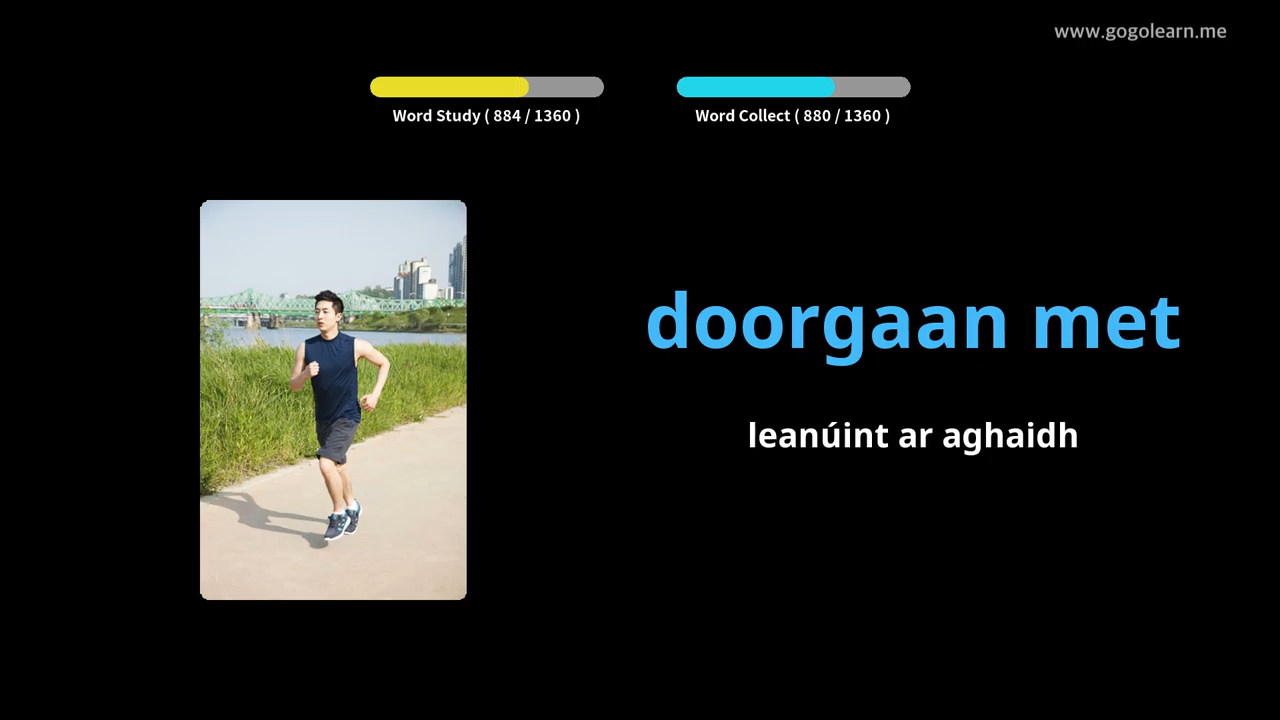 www.gogolearn.me
Word Study ( 884 / 1360 )
Word Collect ( 880 / 1360 )
doorgaan met
leanúint ar aghaidh